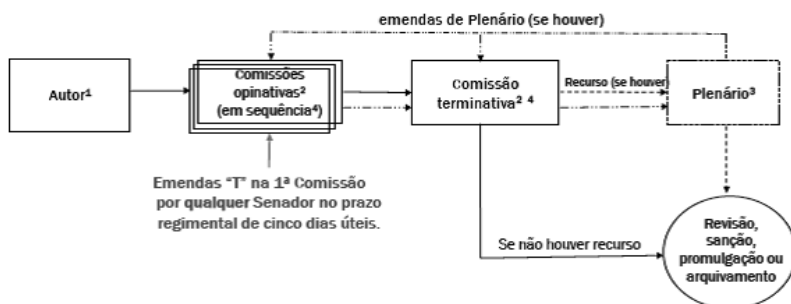 emendas de Plenário (se houver)
Autor¹
Comissões
opinativas²
(em sequência⁴)
Comissão
terminativa² ⁴
Recurso (se houver)
Plenário³
Emendas "T" na 1ª Comissão
por qualquer Senador no prazo
regimental de cinco dias úteis.
Se não houver recurso
Revisão,
sanção,
promulgação ou
arquivamento